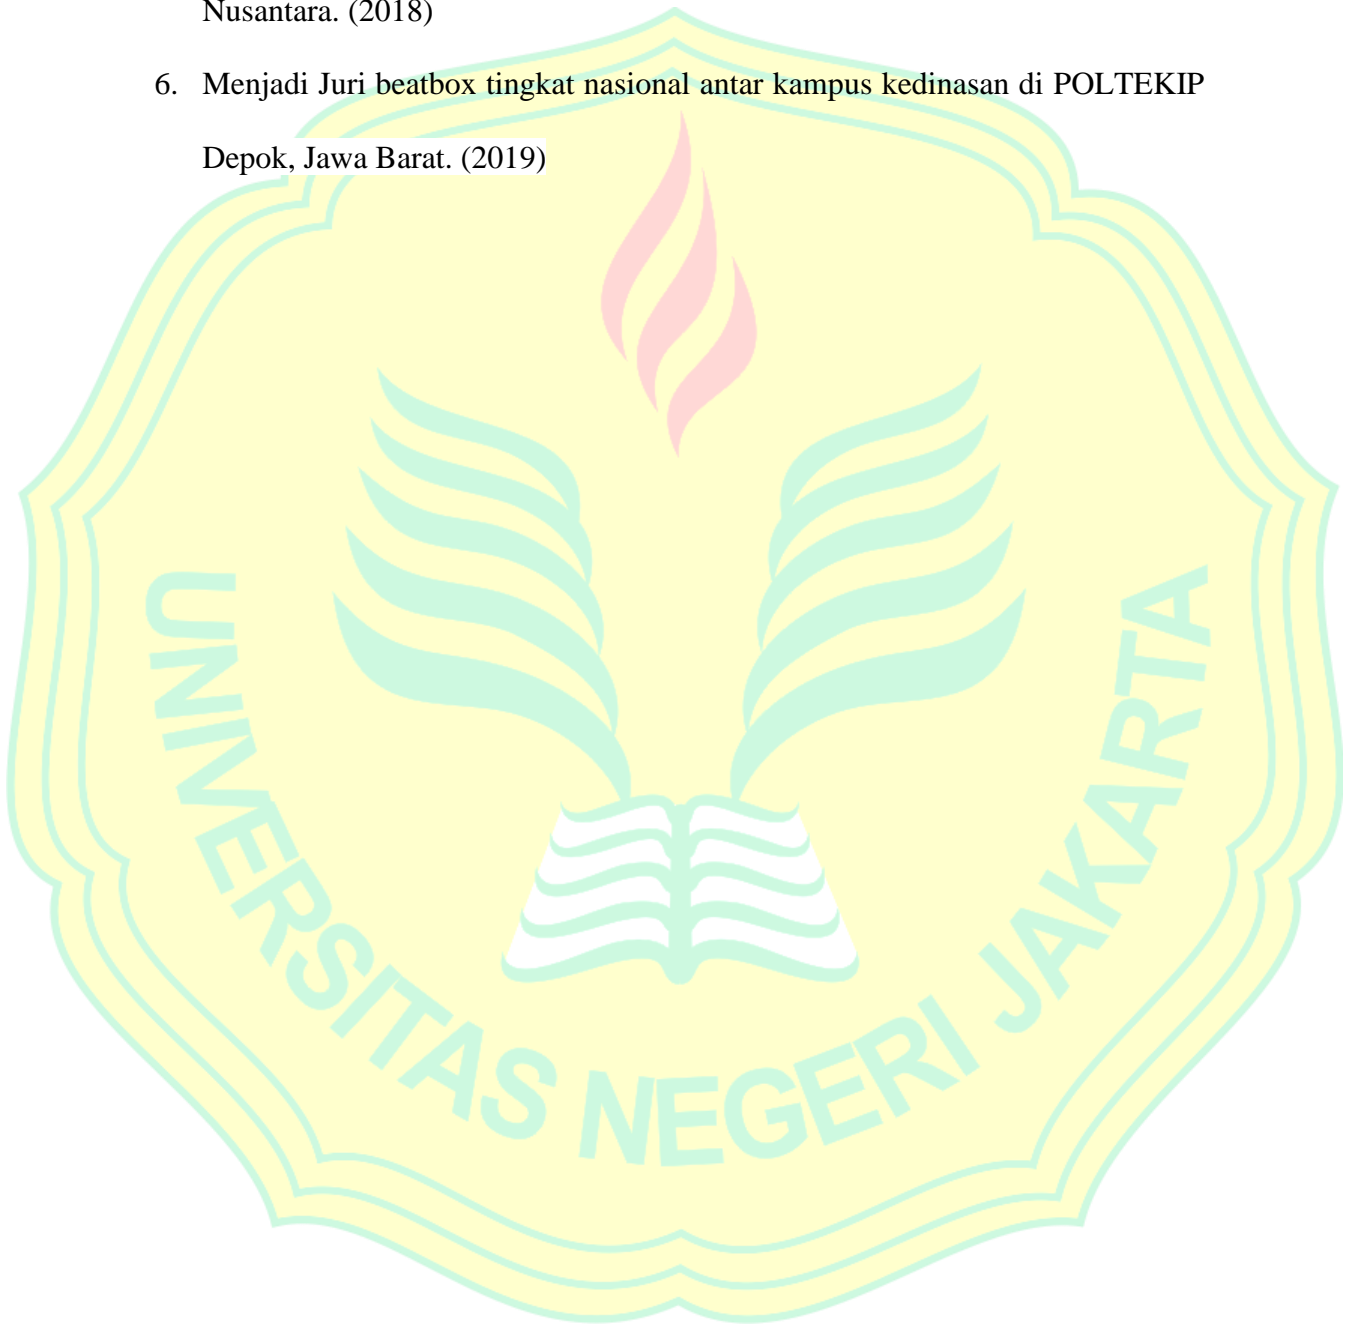 Nusantara. (2018)
6. Menjadi Juri beatbox tingkat nasional antar kampus kedinasan di POLTEKIP
Depok, Jawa Barat. (2019)
UNIVERSITAS NEGERI JAKARTA